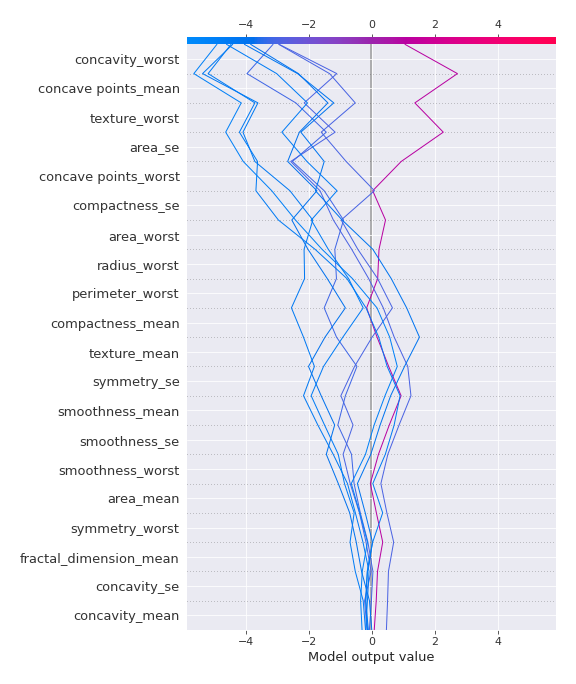 −4 −2 0 2 4
concavity_worst
concave points_mean
texture_worst
area_se
concave points_worst
compactness_se
area_worst
radius_worst
perimeter_worst
compactness_mean
texture_mean
symmetry_se
smoothness_mean
smoothness_se
smoothness_worst
area_mean
symmetry_worst
fractal_dimension_mean
concavity_se
concavity_mean
−4 −2 0 2 4
Model output value